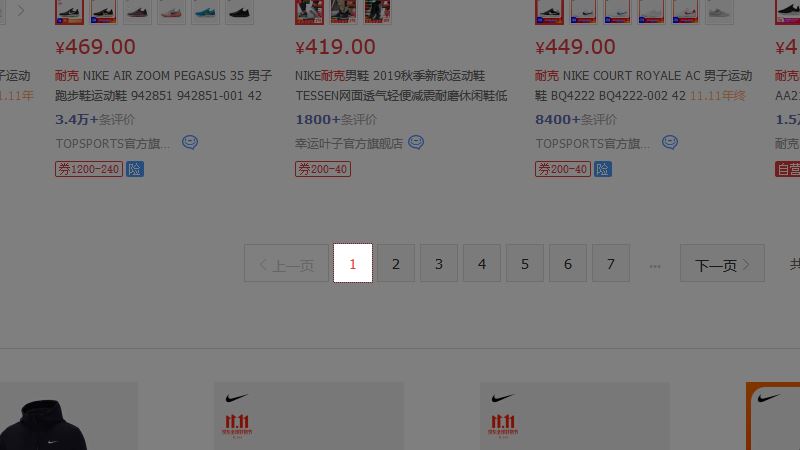 ¥469.00
¥419.00
¥449.00
¥4
子运动
1.11年
耐克 NIKE AIR ZOOM PEGASUS 35 男子
跑步鞋运动鞋 942851 942851-001 42
3.4万+条评价
TOPSPORTS官方旗...
券1200-240 险
NIKE耐克男鞋 2019秋季新款运动鞋
TESSEN网面透气轻便减震耐磨休闲鞋低
1800+条评价
幸运叶子官方旗舰店
券200-40
耐克 NIKE COURT ROYALE AC 男子运动
鞋 BQ4222 BQ4222-002 42 11.11年终
8400+条评价
TOPSPORTS官方旗...
券200-40 险
耐克
AA21
1.5万
耐克
自营
上一页 1 2 3 4 5 6 7 ... 下一页 共
11.11
11.11